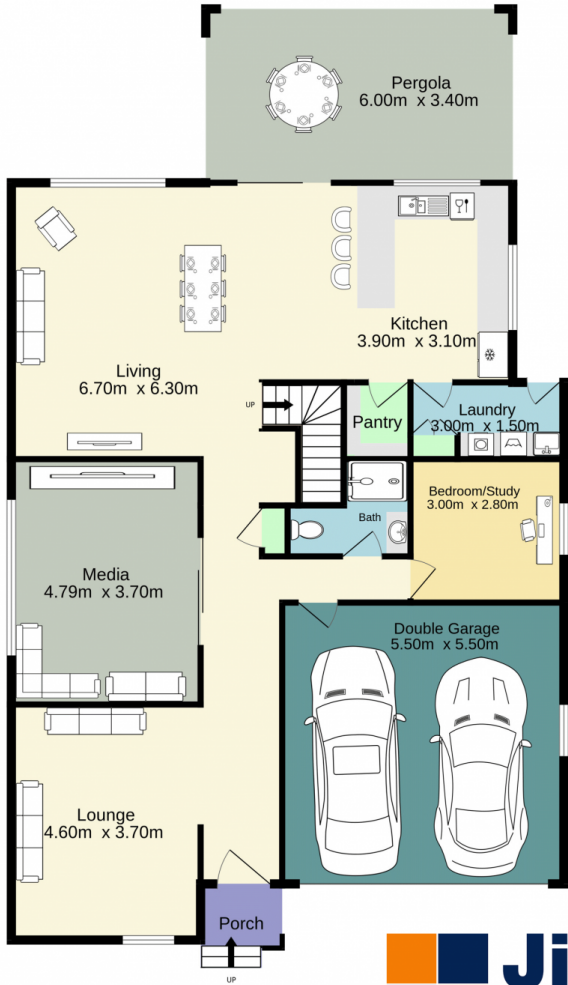 Pergola
6.00m x 3.40m
Kitchen
3.90m x 3.10m
Living
6.70m x 6.30m
UP
Pantry
Laundry
3.00m x 1.50m
Bedroom/Study
3.00m x 2.80m
Bath
Media
4.79m x 3.70m
Double Garage
5.50m x 5.50m
Lounge
4.60m x 3.70m
Porch
UP
Ji